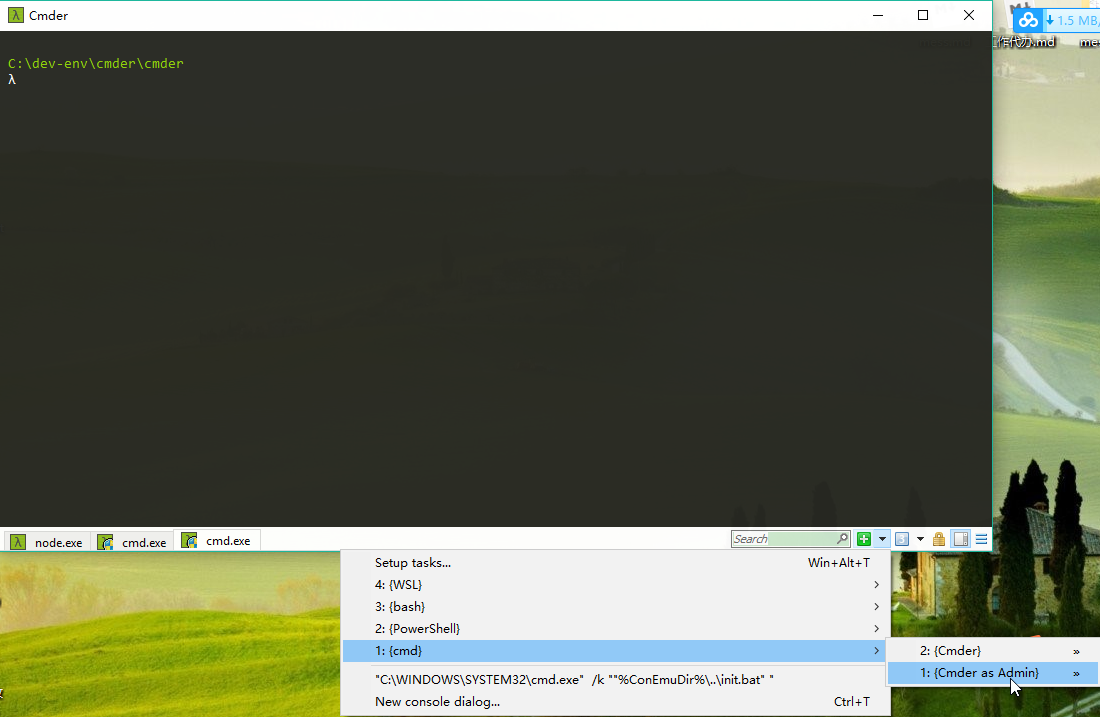 Cmder
1.5 MB/
工作代办.md
me
C:\dev-env\cmder\cmder
λ
node.exe
cmd.exe
cmd.exe
Search
Setup tasks... Win+Alt+T
4: {WSL}
3: {bash}
2: {PowerShell}
1: {cmd}
2: {Cmder} »
1: {Cmder as Admin} »
"C:\WINDOWS\SYSTEM32\cmd.exe" /k ""%ConEmuDir%\..\init.bat" "
New console dialog... Ctrl+T